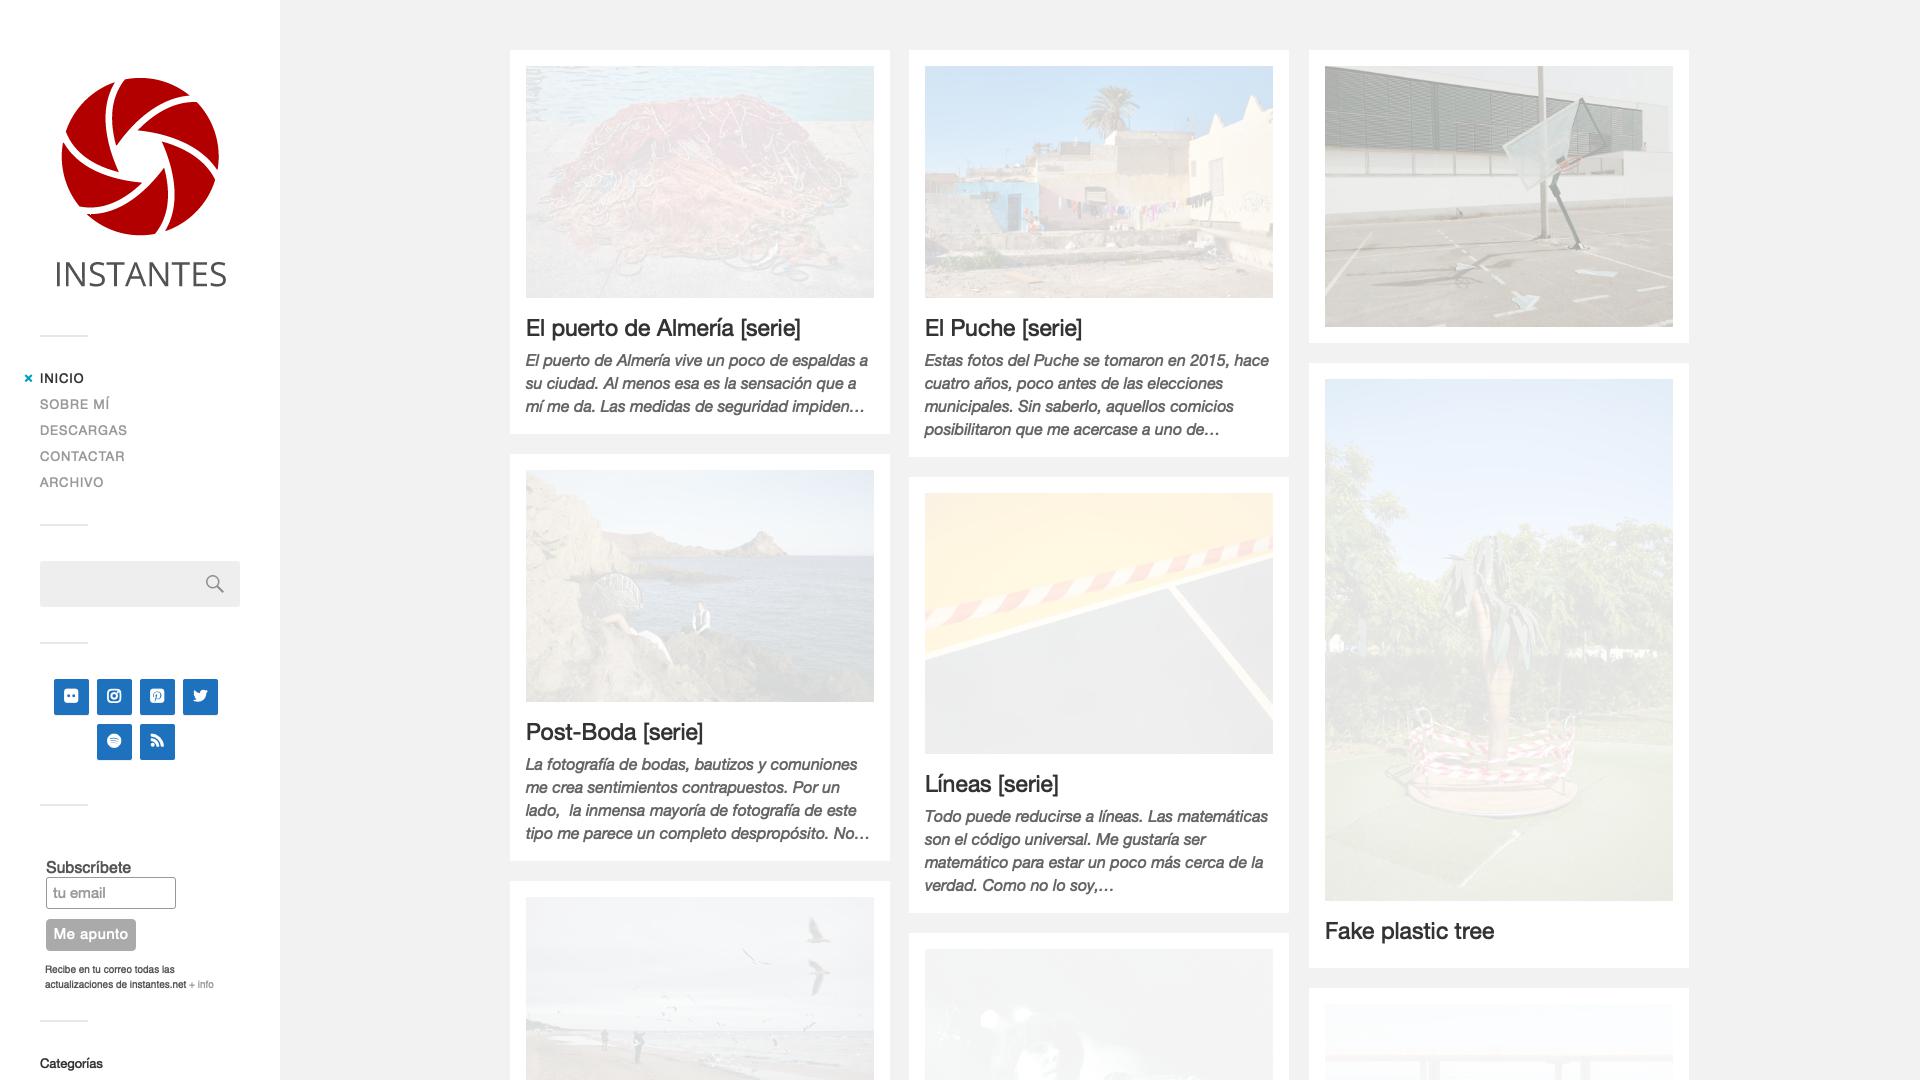 INSTANTES
INICIO
SOBRE MÍ
DESCARGAS
CONTACTAR
ARCHIVO
Subscríbete
tu email
Me apunto
Recibe en tu correo todas las
actualizaciones de instantes.net + info
Categorías
El puerto de Almería [serie]
El puerto de Almería vive un poco de espaldas a
su ciudad. Al menos esa es la sensación que a
mí me da. Las medidas de seguridad impiden…
Post-Boda [serie]
La fotografía de bodas, bautizos y comuniones
me crea sentimientos contrapuestos. Por un
lado,  la inmensa mayoría de fotografía de este
tipo me parece un completo despropósito. No…
El Puche [serie]
Estas fotos del Puche se tomaron en 2015, hace
cuatro años, poco antes de las elecciones
municipales. Sin saberlo, aquellos comicios
posibilitaron que me acercase a uno de…
Líneas [serie]
Todo puede reducirse a líneas. Las matemáticas
son el código universal. Me gustaría ser
matemático para estar un poco más cerca de la
verdad. Como no lo soy,…
Fake plastic tree